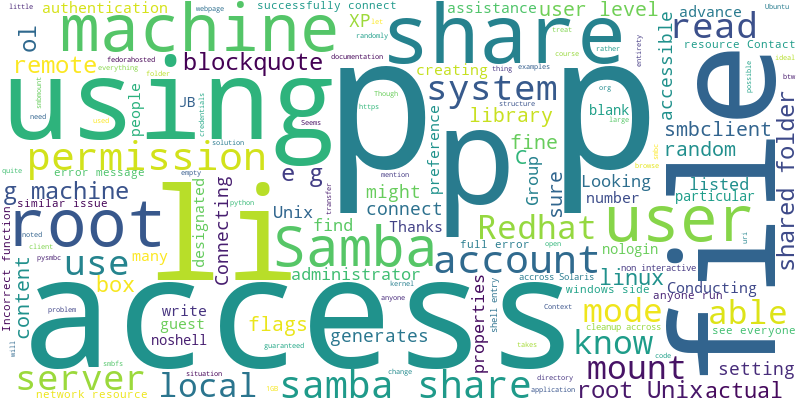 machine
share
authentication
webpage
successfully connect
XP
let
assistance
user level
advance
Ubuntu
little
ol
remote
fedorahosted
randomly
documentation
course
rather
treat
read
resource Contact
blockquote
creating
thing
examples
entirety
btw
ideal
everything
folder
using
p p
p
system
accessible
file
smbmount
need
used
people
JB
credentials
Seems
Though
https
org
large
structure
possible
library
blank
smbclient
permission
preference
fine
random
solution
error message
empty
e g
transfer
mention
might
C
Group
sure
Looking
number
smbc
browse
listed
particular
shared folder
quite
g machine
similar issue
designated
python
Connecting
li
Unix
find
connect
Thanks
Redhat
user
root
noted
client
pysmbc
Incorrect function
Samba
full error
open
nologin
uri
use
many
account
accross Solaris
non interactive
windows side
linux
Conducting
anyone run
content
box
administrator
kernel
anyone
properties
shell entry
Context
mode
able
write
guest
noshell
access
flags
generates
guaranteed
takes
cleanup accross
see everyone
code
know
problem
will
smbfs
situation
server
network resource
local
IGB
change
samba share
directory
application
mount
root Unix
actual
setting